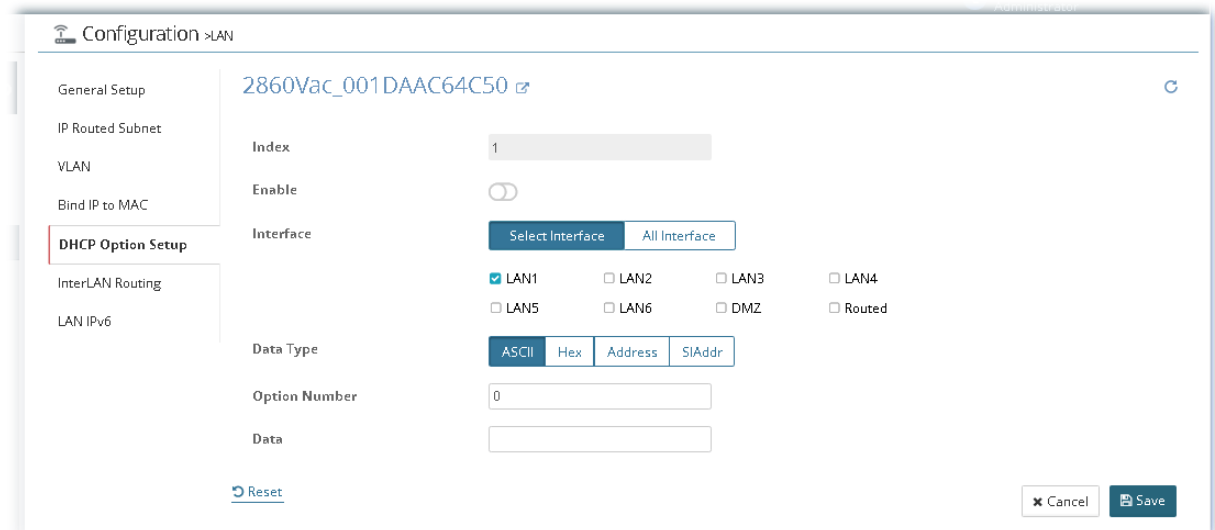 Administrator
Configuration >LAN
General Setup
IP Routed Subnet
VLAN
Bind IP to MAC
DHCP Option Setup
InterLAN Routing
LAN IPv6
2860Vac_001DAAC64C50
Index 1
Enable
Interface Select Interface All Interface
LAN1 LAN2 LAN3 LAN4
LAN5 LAN6 DMZ Routed
Data Type ASCII Hex Address SIAddr
Option Number 0
Data
Reset
Cancel Save